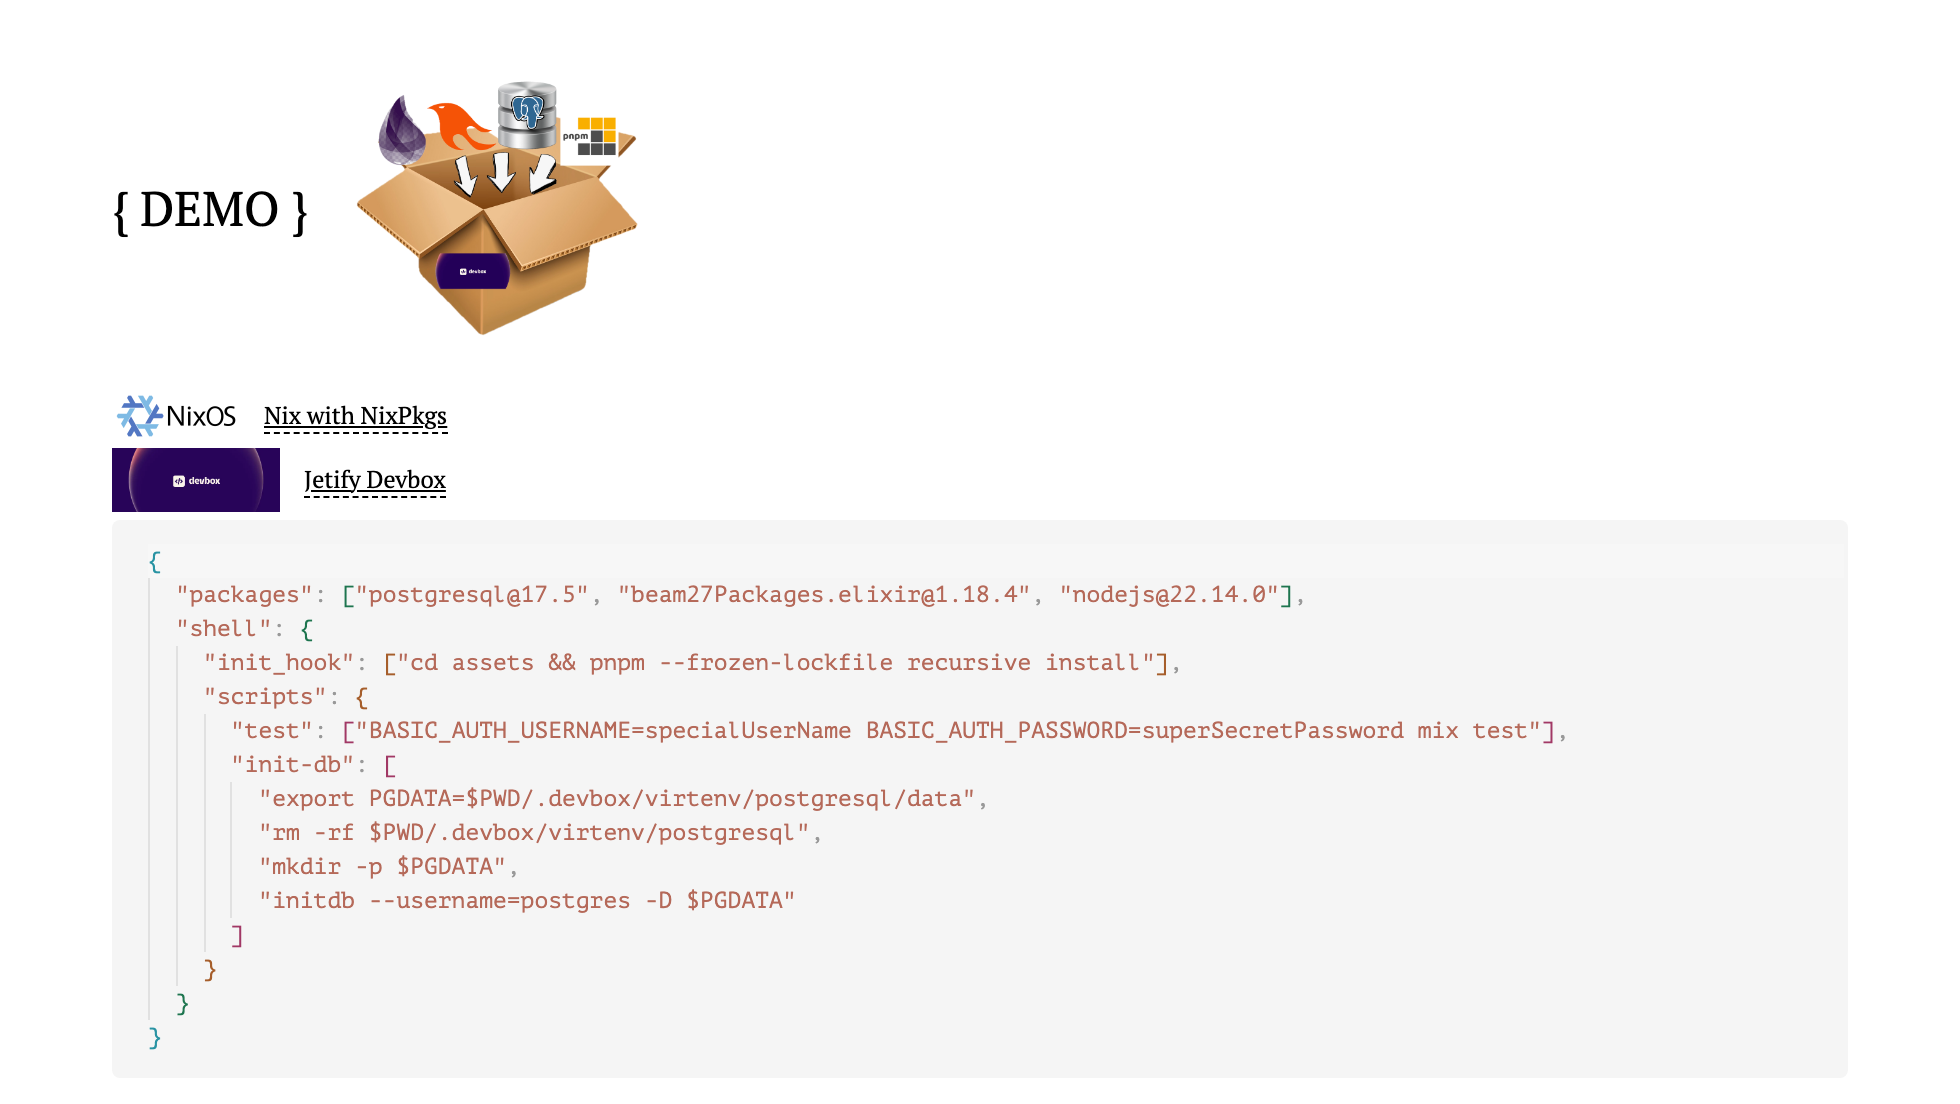 pnpm
{ DEMO }
devbox
NixOS Nix with NixPkgs
devbox Jetify Devbox
{
  "packages": ["postgresql@17.5", "beam27Packages.elixir@1.18.4", "nodejs@22.14.0"],
  "shell": {
    "init_hook": ["cd assets && pnpm --frozen-lockfile recursive install"],
    "scripts": {
      "test": ["BASIC_AUTH_USERNAME=specialUserName BASIC_AUTH_PASSWORD=superSecretPassword mix test"],
      "init-db": [
        "export PGDATA=$PWD/.devbox/virtenv/postgresql/data",
        "rm -rf $PWD/.devbox/virtenv/postgresql",
        "mkdir -p $PGDATA",
        "initdb --username=postgres -D $PGDATA"
      ]
    }
  }
}